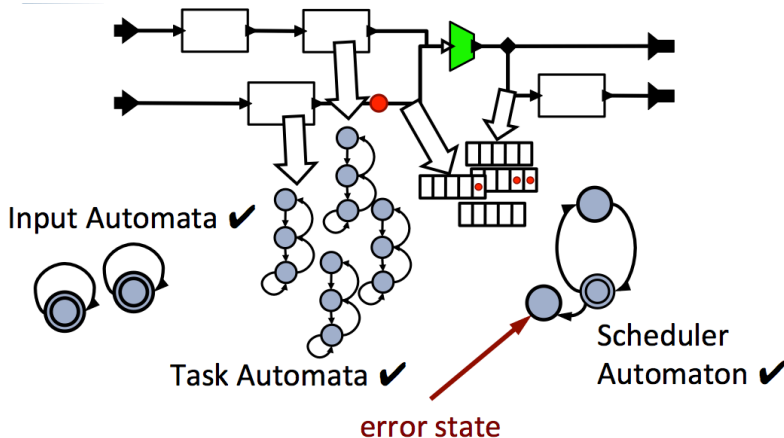 Input Automata ✔
Task Automata ✔
Scheduler
Automaton ✔
error state